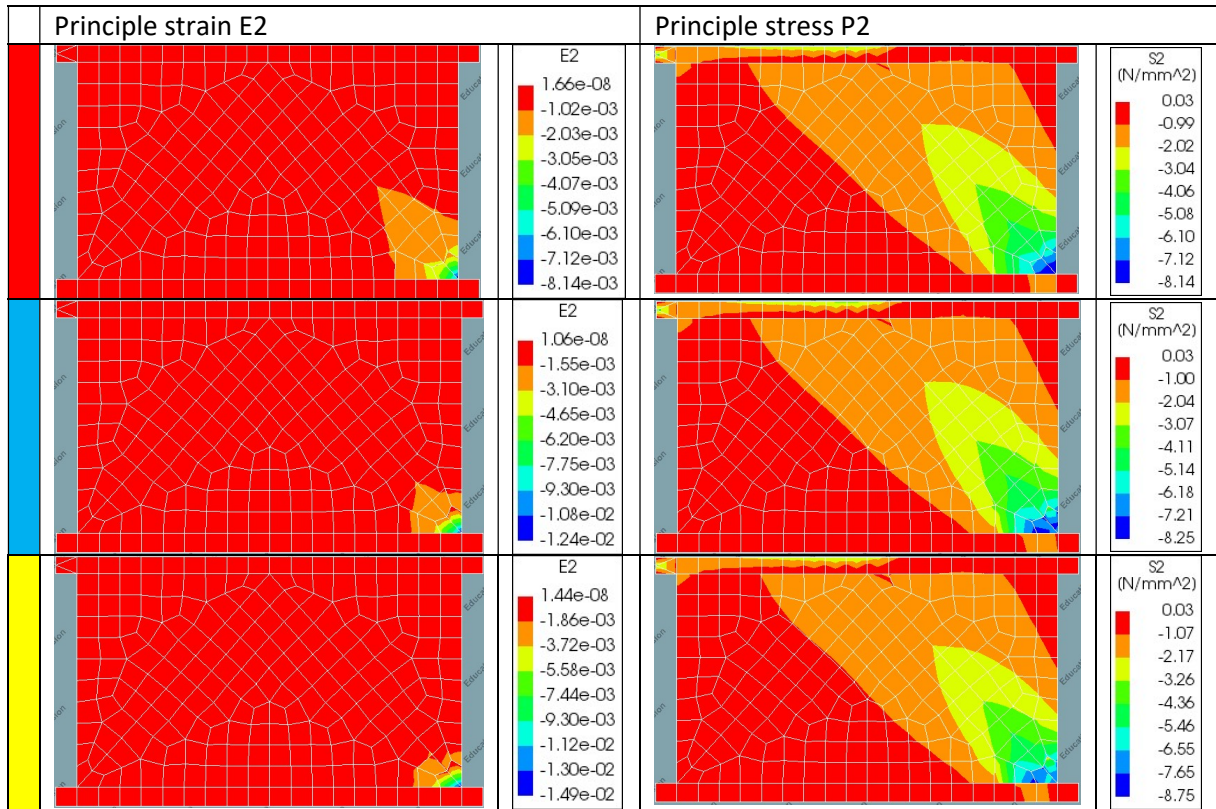 Principle strain E2
Principle stress P2
E2
1.66e-08
-1.02e-03
-2.03e-03
-3.05e-03
-4.07e-03
-5.09e-03
-6.10e-03
-7.12e-03
-8.14e-03
S2
(N/mm^2)
0.03
-0.99
-2.02
-3.04
-4.06
-5.08
-6.10
-7.12
-8.14
E2
1.06e-08
-1.55e-03
-3.10e-03
-4.65e-03
-6.20e-03
-7.75e-03
-9.30e-03
-1.08e-02
-1.24e-02
S2
(N/mm^2)
0.03
-1.00
-2.04
-3.07
-4.11
-5.14
-6.18
-7.21
-8.25
E2
1.44e-08
-1.86e-03
-3.72e-03
-5.58e-03
-7.44e-03
-9.30e-03
-1.12e-02
-1.30e-02
-1.49e-02
S2
(N/mm^2)
0.03
-1.07
-2.17
-3.26
-4.36
-5.46
-6.55
-7.65
-8.75